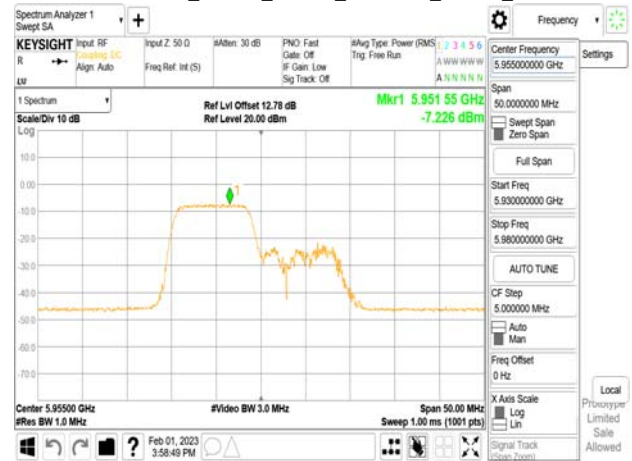 Spectrum Analyzer 1
Swept SA
Frequency
KEYSIGHT
R
Input: RF
Coupling: DC
Align: Auto
Input Z: 50 Ω
Freq Ref: Int (S)
#Atten: 30 dB
PNO: Fast
Gate: Off
IF Gain: Low
Sig Track: Off
#Avg Type: Power (RMS
Trig: Free Run
1 2 3 4 5 6
A WWWWW
A N N N N N
1 Spectrum
Scale/Div 10 dB
Ref Lvl Offset 12.78 dB
Ref Level 20.00 dBm
Mkr1 5.951 55 GHz
-7.226 dBm
Log
10.0
0.00
-10.0
-20.0
-30.0
-40.0
-50.0
-60.0
-70.0
1
Center 5.95500 GHz
#Res BW 1.0 MHz
#Video BW 3.0 MHz
Span 50.00 MHz
Sweep 1.00 ms (1001 pts)
Feb 01, 2023
3:58:49 PM
Center Frequency
5.955000000 GHz
Settings
Span
50.0000000 MHz
Swept Span
Zero Span
Full Span
Start Freq
5.930000000 GHz
Stop Freq
5.980000000 GHz
AUTO TUNE
CF Step
5.000000 MHz
Auto
Man
Freq Offset
0 Hz
X Axis Scale
Log
Lin
Signal Track
(Span Zoom)
Local
Prototype
Limited
Sale
Allowed